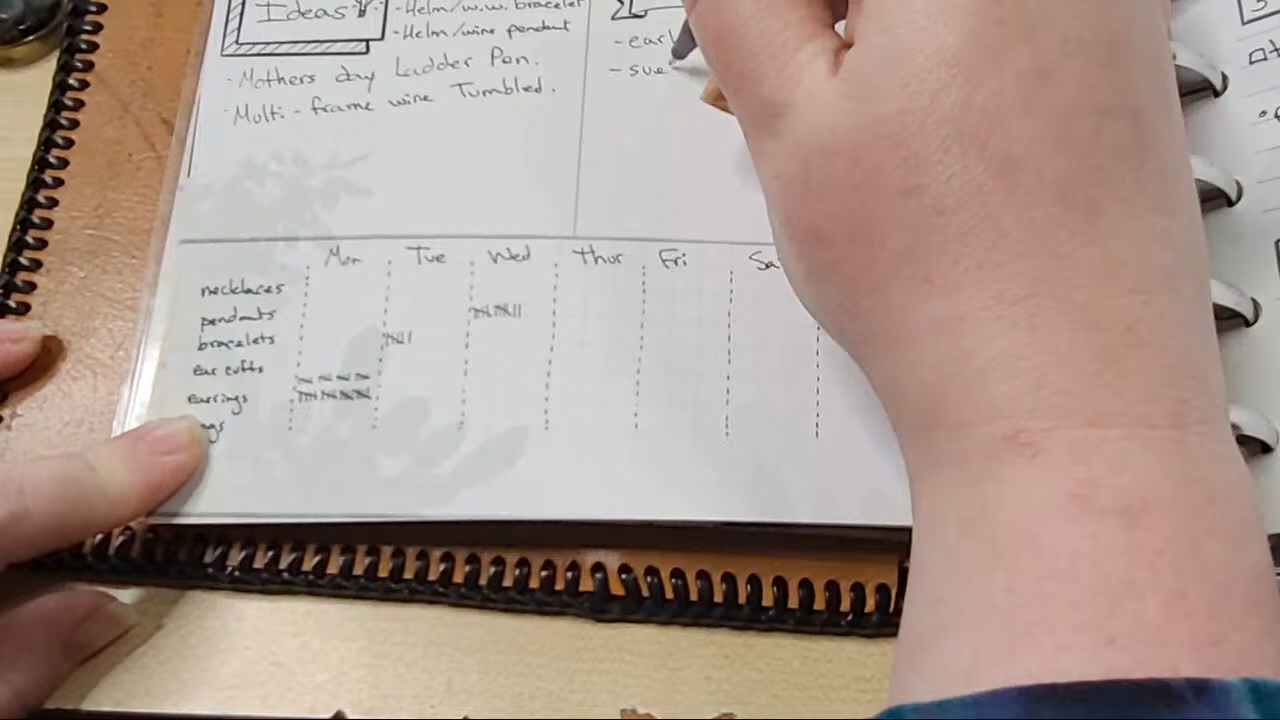 Ideas
- Helm/w.w. bracelet
- Helm/wire pendant
- Mothers day Ladder Pen.
- Multi-frame wire Tumbled.
- earl
- sue
Mon Tue Wed Thur Fri Sa
necklaces
pendants
bracelets
ear cuffs
earrings